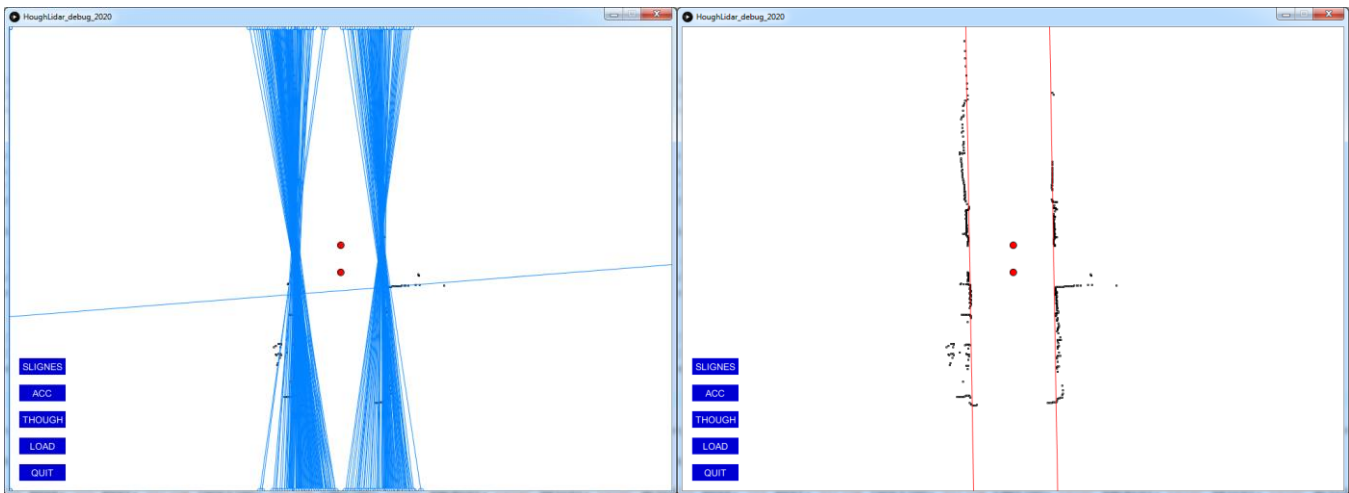 HoughLidar_debug_2020
SLIGNES
ACC
THOUGH
LOAD
QUIT
HoughLidar_debug_2020
SLIGNES
ACC
THOUGH
LOAD
QUIT